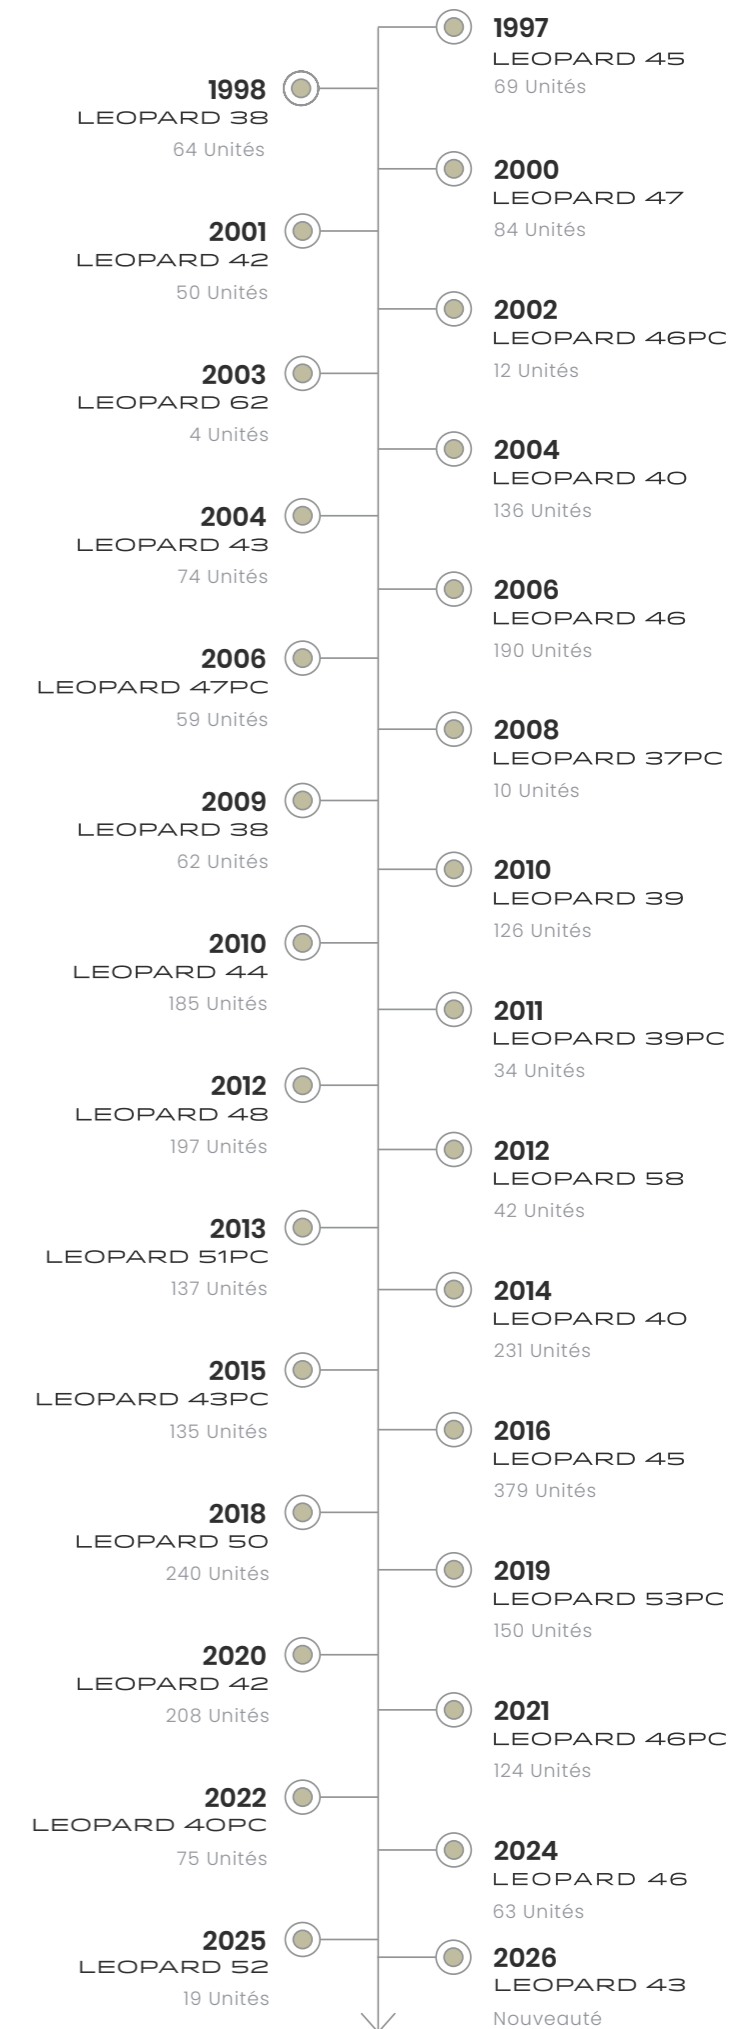 1997
LEOPARD 45
69 Unités
1998
LEOPARD 38
64 Unités
2000
LEOPARD 47
84 Unités
2001
LEOPARD 42
50 Unités
2002
LEOPARD 46PC
12 Unités
2003
LEOPARD 62
4 Unités
2004
LEOPARD 40
136 Unités
2004
LEOPARD 43
74 Unités
2006
LEOPARD 46
190 Unités
2006
LEOPARD 47PC
59 Unités
2008
LEOPARD 37PC
10 Unités
2009
LEOPARD 38
62 Unités
2010
LEOPARD 39
126 Unités
2010
LEOPARD 44
185 Unités
2011
LEOPARD 39PC
34 Unités
2012
LEOPARD 48
197 Unités
2012
LEOPARD 58
42 Unités
2013
LEOPARD 51PC
137 Unités
2014
LEOPARD 40
231 Unités
2015
LEOPARD 43PC
135 Unités
2016
LEOPARD 45
379 Unités
2018
LEOPARD 50
240 Unités
2019
LEOPARD 53PC
150 Unités
2020
LEOPARD 42
208 Unités
2021
LEOPARD 46PC
124 Unités
2022
LEOPARD 40PC
75 Unités
2024
LEOPARD 46
63 Unités
2025
LEOPARD 52
19 Unités
2026
LEOPARD 43
Nouveauté